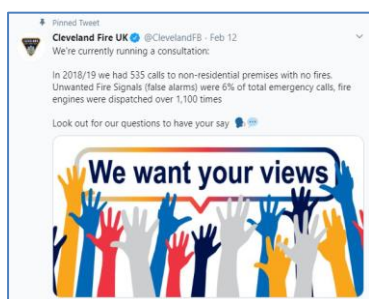 Pinned Tweet
Cleveland Fire UK @ClevelandFB · Feb 12
We're currently running a consultation:
In 2018/19 we had 535 calls to non-residential premises with no fires.
Unwanted Fire Signals (false alarms) were 6% of total emergency calls, fire
engines were dispatched over 1,100 times
Look out for our questions to have your say
We want your views